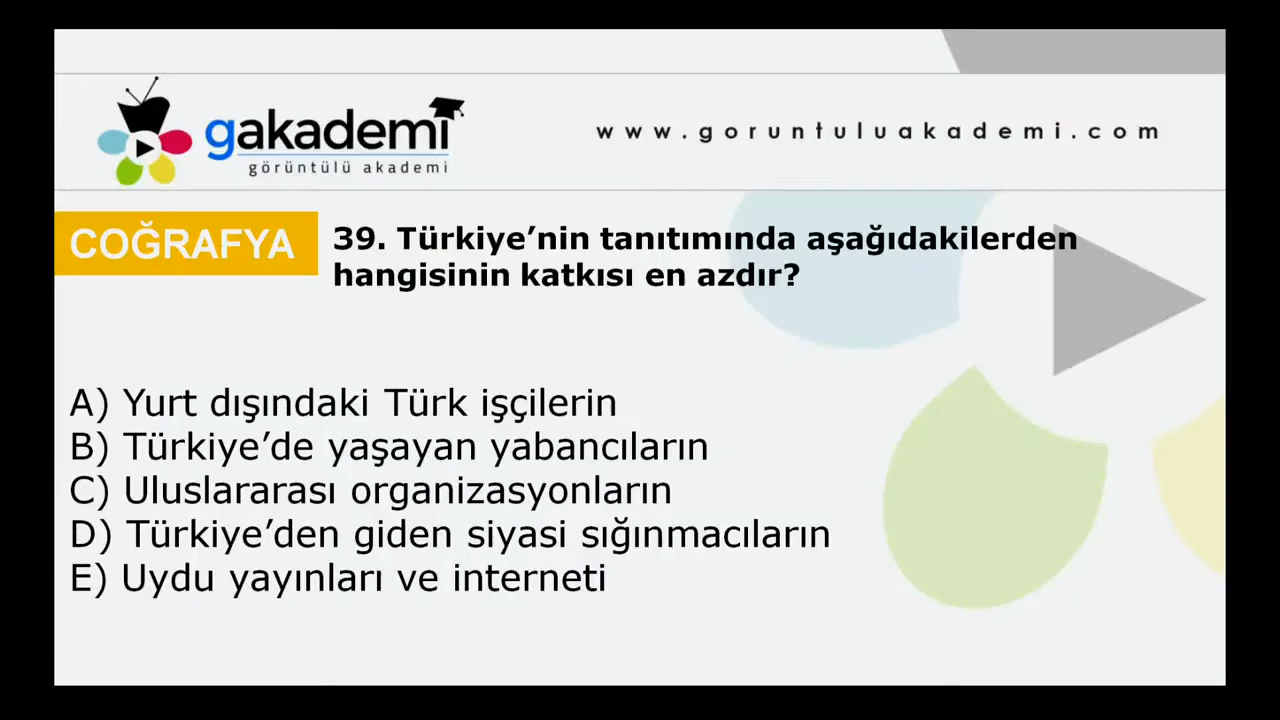 gakademi
görüntülü akademi
www.goruntuluakademi.com
COĞRAFYA
39. Türkiye’nin tanıtımında aşağıdakilerden
hangisinin katkısı en azdır?
A) Yurt dışındaki Türk işçilerin
B) Türkiye’de yaşayan yabancıların
C) Uluslararası organizasyonların
D) Türkiye’den giden siyasi sığınmacıların
E) Uydu yayınları ve interneti